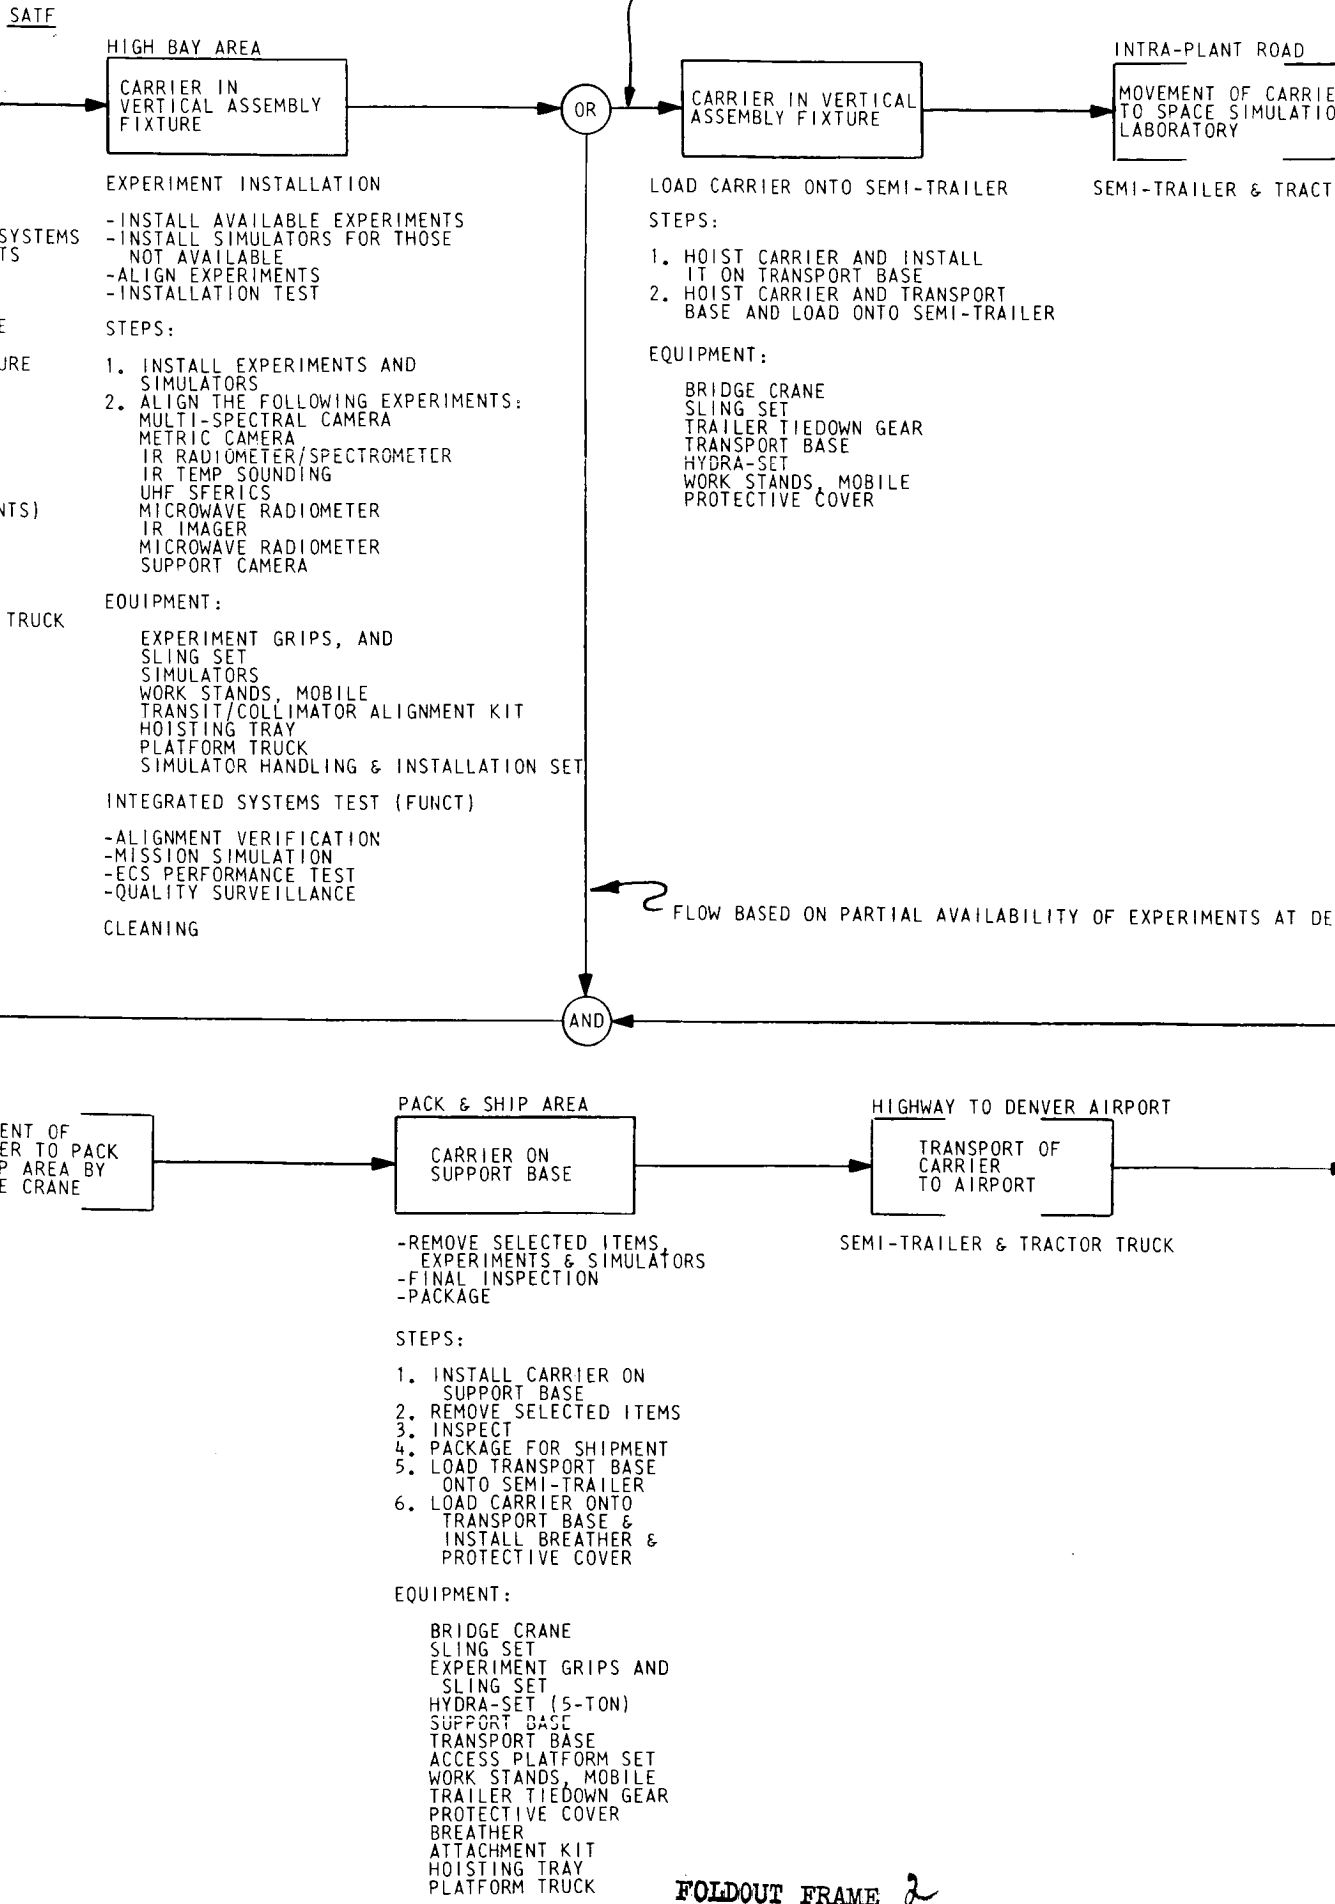 SATF
HIGH BAY AREA
CARRIER IN
VERTICAL ASSEMBLY
FIXTURE
OR
CARRIER IN VERTICAL
ASSEMBLY FIXTURE
INTRA-PLANT ROAD
MOVEMENT OF CARRIE
TO SPACE SIMULATIO
LABORATORY
SYSTEMS
TS
E
URE
NTS)
TRUCK
EXPERIMENT INSTALLATION
-INSTALL AVAILABLE EXPERIMENTS
-INSTALL SIMULATORS FOR THOSE
NOT AVAILABLE
-ALIGN EXPERIMENTS
-INSTALLATION TEST
STEPS:
1. INSTALL EXPERIMENTS AND
SIMULATORS
2. ALIGN THE FOLLOWING EXPERIMENTS:
MULTI-SPECTRAL CAMERA
METRIC CAMERA
IR RADIOMETER/SPECTROMETER
IR TEMP SOUNDING
UHF SFERICS
MICROWAVE RADIOMETER
IR IMAGER
MICROWAVE RADIOMETER
SUPPORT CAMERA
EQUIPMENT:
EXPERIMENT GRIPS, AND
SLING SET
SIMULATORS
WORK STANDS, MOBILE
TRANSIT/COLLIMATOR ALIGNMENT KIT
HOISTING TRAY
PLATFORM TRUCK
SIMULATOR HANDLING & INSTALLATION SET
INTEGRATED SYSTEMS TEST (FUNCT)
-ALIGNMENT VERIFICATION
-MISSION SIMULATION
-ECS PERFORMANCE TEST
-QUALITY SURVEILLANCE
CLEANING
LOAD CARRIER ONTO SEMI-TRAILER
STEPS:
1. HOIST CARRIER AND INSTALL
IT ON TRANSPORT BASE
2. HOIST CARRIER AND TRANSPORT
BASE AND LOAD ONTO SEMI-TRAILER
EQUIPMENT:
BRIDGE CRANE
SLING SET
TRAILER TIEDOWN GEAR
TRANSPORT BASE
HYDRA-SET
WORK STANDS, MOBILE
PROTECTIVE COVER
SEMI-TRAILER & TRACT
FLOW BASED ON PARTIAL AVAILABILITY OF EXPERIMENTS AT DE
AND
ENT OF
ER TO PACK
P AREA BY
E CRANE
PACK & SHIP AREA
CARRIER ON
SUPPORT BASE
HIGHWAY TO DENVER AIRPORT
TRANSPORT OF
CARRIER
TO AIRPORT
SEMI-TRAILER & TRACTOR TRUCK
-REMOVE SELECTED ITEMS,
EXPERIMENTS & SIMULATORS
-FINAL INSPECTION
-PACKAGE
STEPS:
1. INSTALL CARRIER ON
SUPPORT BASE
2. REMOVE SELECTED ITEMS
3. INSPECT
4. PACKAGE FOR SHIPMENT
5. LOAD TRANSPORT BASE
ONTO SEMI-TRAILER
6. LOAD CARRIER ONTO
TRANSPORT BASE &
INSTALL BREATHER &
PROTECTIVE COVER
EQUIPMENT:
BRIDGE CRANE
SLING SET
EXPERIMENT GRIPS AND
SLING SET
HYDRA-SET (5-TON)
SUPPORT BASE
TRANSPORT BASE
ACCESS PLATFORM SET
WORK STANDS, MOBILE
TRAILER TIEDOWN GEAR
PROTECTIVE COVER
BREATHER
ATTACHMENT KIT
HOISTING TRAY
PLATFORM TRUCK
FOLDOUT FRAME 2